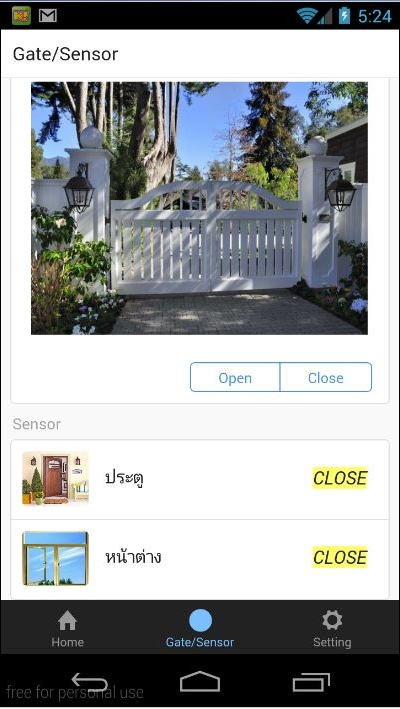 5:24
Gate/Sensor
Open Close
Sensor
ประตู CLOSE
หน้าต่าง CLOSE
Home Gate/Sensor Setting
free for personal use